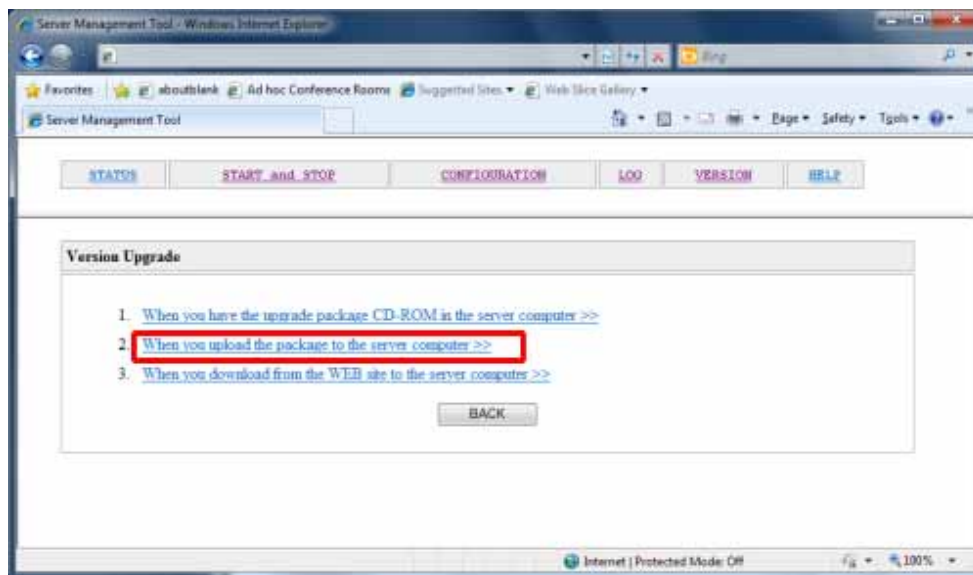 Server Management Tool - Windows Internet Explorer
Bing
Favorites aboutblank Ad hoc Conference Rooms Suggested Sites Web Slice Gallery
Server Management Tool
Page Safety Tools
STATUS START and STOP CONFIGURATION LOG VERSION HELP
Version Upgrade
1. When you have the upgrade package CD-ROM in the server computer >>
2. When you upload the package to the server computer >>
3. When you download from the WEB site to the server computer >>
BACK
Internet | Protected Mode: Off 100%